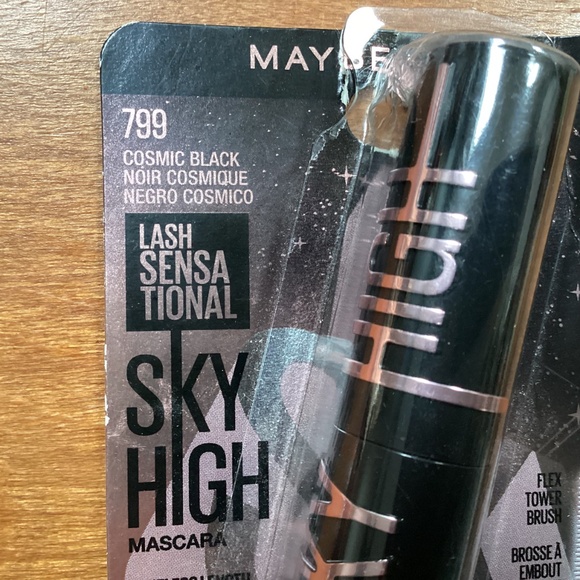 MAYBE
799
COSMIC BLACK
NOIR COSMIQUE
NEGRO COSMICO
LASH
SENSA
TIONAL
SKY
HIGH
MASCARA
HIGH
FLEX
TOWER
BRUSH
BROSSE À
EMBOUT